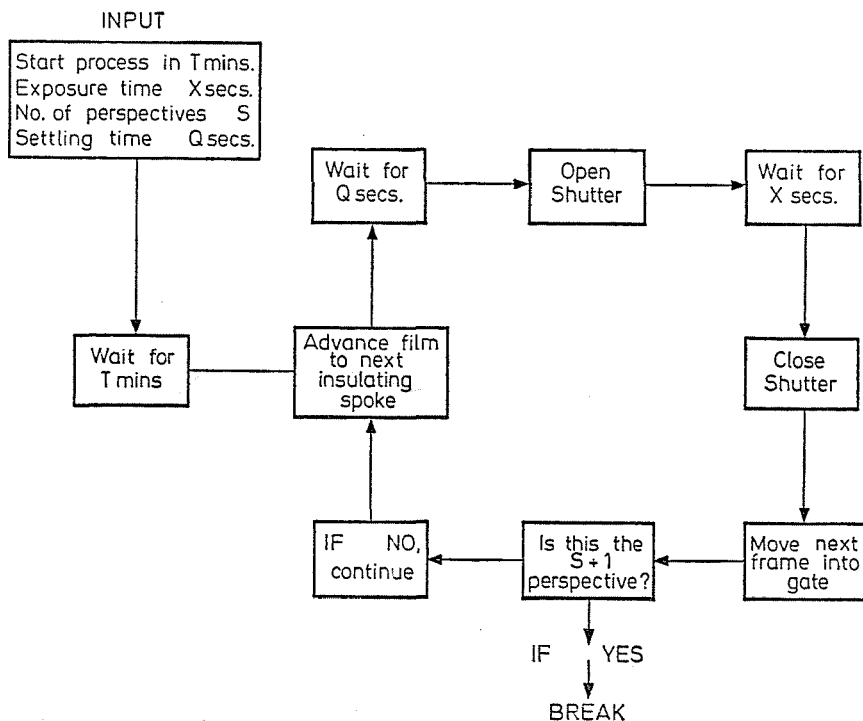 INPUT
Start process in T mins.
Exposure time X secs.
No. of perspectives S
Settling time Q secs.
Wait for
T mins
Advance film
to next
insulating
spoke
Wait for
Q secs.
Open
Shutter
Wait for
X secs.
Close
Shutter
Move next
frame into
gate
Is this the
S+1
perspective?
IF NO,
continue
IF YES
BREAK